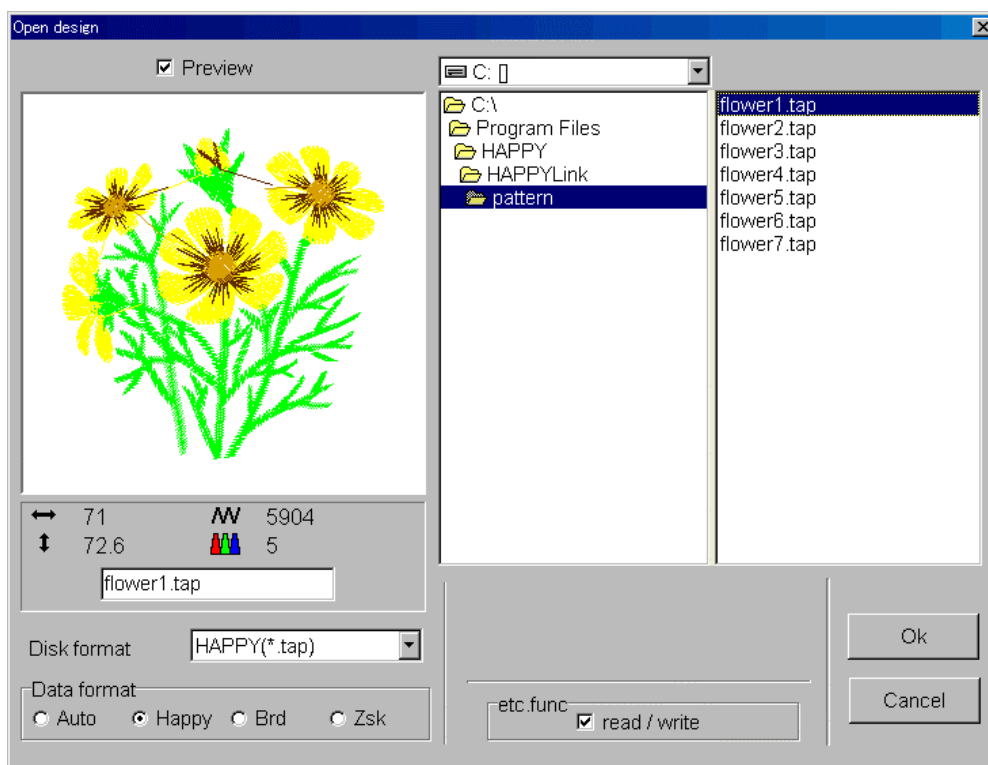 Open design
Preview
C: []
C:\
Program Files
HAPPY
HAPPYLink
pattern
flower1.tap
flower2.tap
flower3.tap
flower4.tap
flower5.tap
flower6.tap
flower7.tap
71
5904
72.6
5
flower1.tap
Disk format
HAPPY(*.tap)
Data format
Auto
Happy
Brd
Zsk
etc.func
read / write
Ok
Cancel